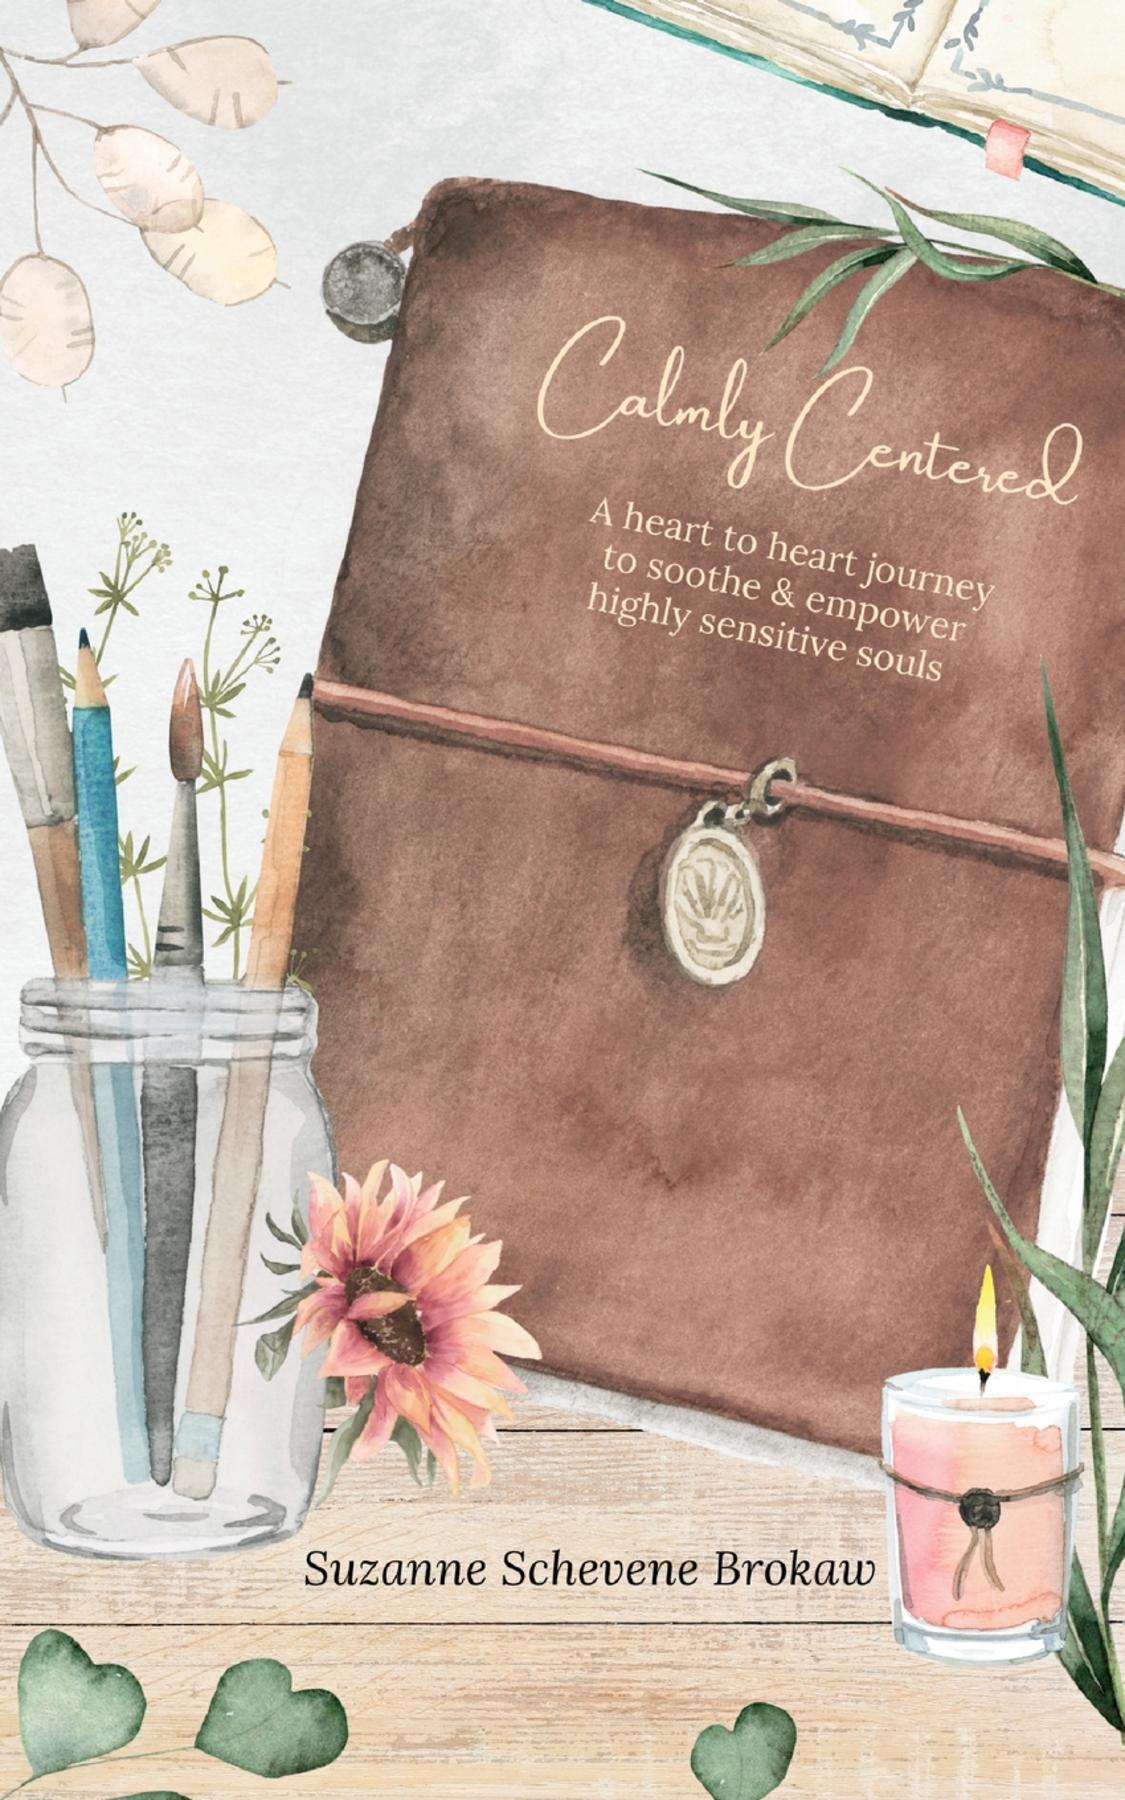 Calmly Centered
A heart to heart journey
to soothe & empower
highly sensitive souls
Suzanne Schevene Brokaw